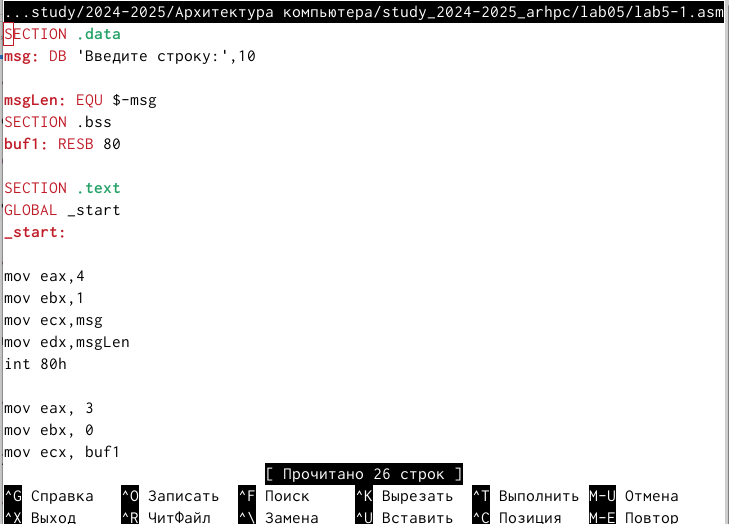 ...study/2024-2025/Архитектура компьютера/study_2024-2025_arhpc/lab05/lab5-1.asm
SECTION .data
msg: DB 'Введите строку:',10
msgLen: EQU $-msg
SECTION .bss
buf1: RESB 80
SECTION .text
GLOBAL _start
_start:
mov eax,4
mov ebx,1
mov ecx,msg
mov edx,msgLen
int 80h
mov eax, 3
mov ebx, 0
mov ecx, buf1
[ Прочитано 26 строк ]
^G Справка ^O Записать ^F Поиск ^K Вырезать ^T Выполнить M-U Отмена
^X Выход ^R ЧитФайл ^\ Замена ^U Вставить ^C Позиция M-E Повтор